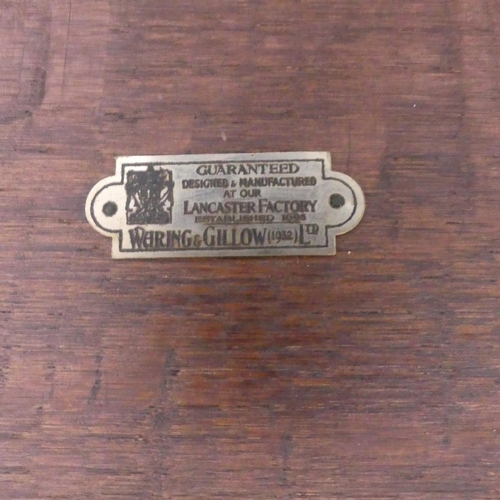 GUARANTEED
DESIGNED & MANUFACTURED
AT OUR
LANCASTER FACTORY
ESTABLISHED 1695
WARING & GILLOW (1932) LTD